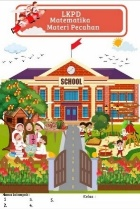 LKPD
Matematika
Materi Pecahan
SCHOOL
Nama Kelompok :
Kelas :
1. 3. 5.
2. 4.